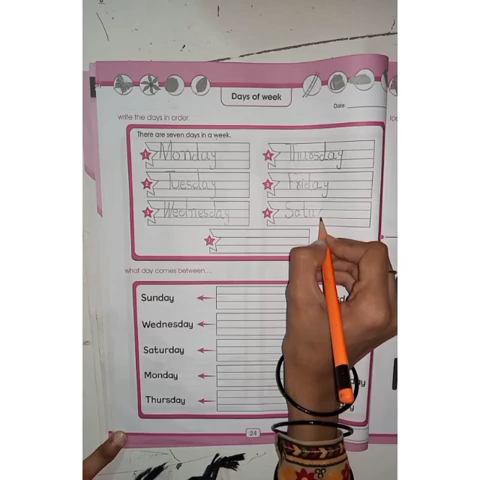 Days of week
Date:
write the days in order.
There are seven days in a week.
1 Monday
Thursday
Tuesday
Friday
Wednesday
Satu
what day comes between...
Sunday
Wednesday
Saturday
Monday
Thursday
24